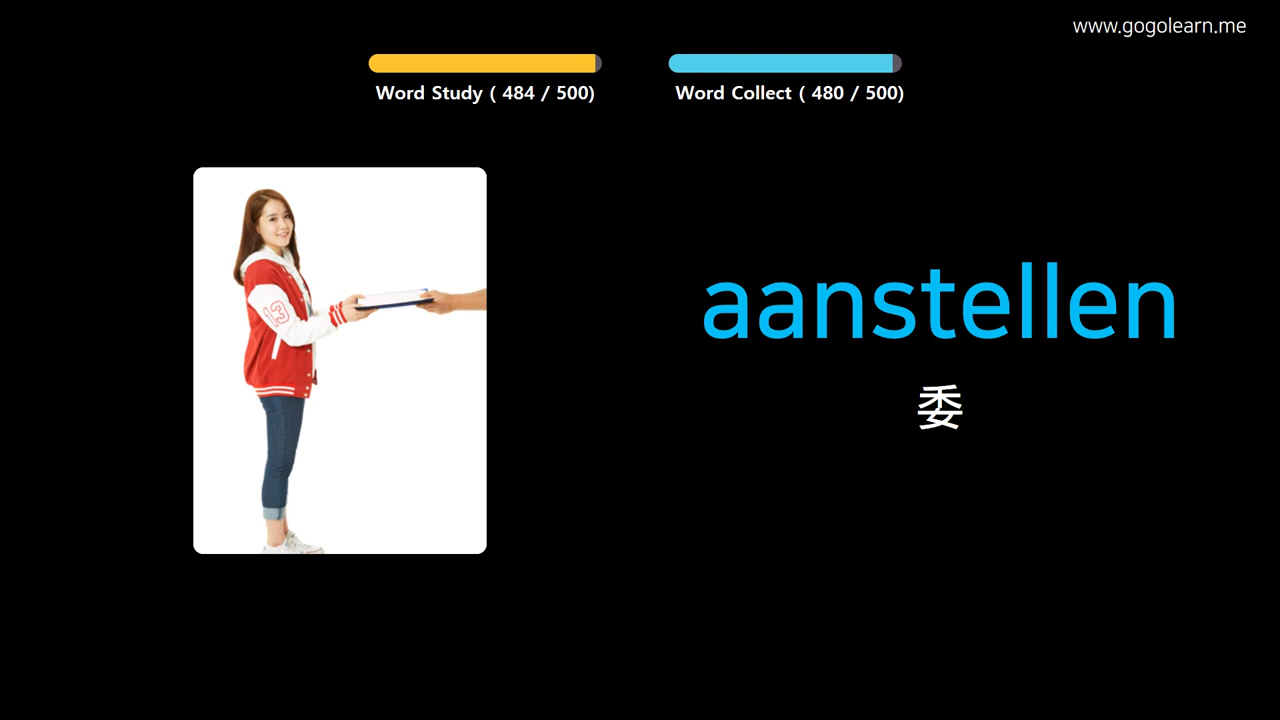 www.gogolearn.me
Word Study ( 484 / 500)
Word Collect ( 480 / 500)
13
aanstellen
委